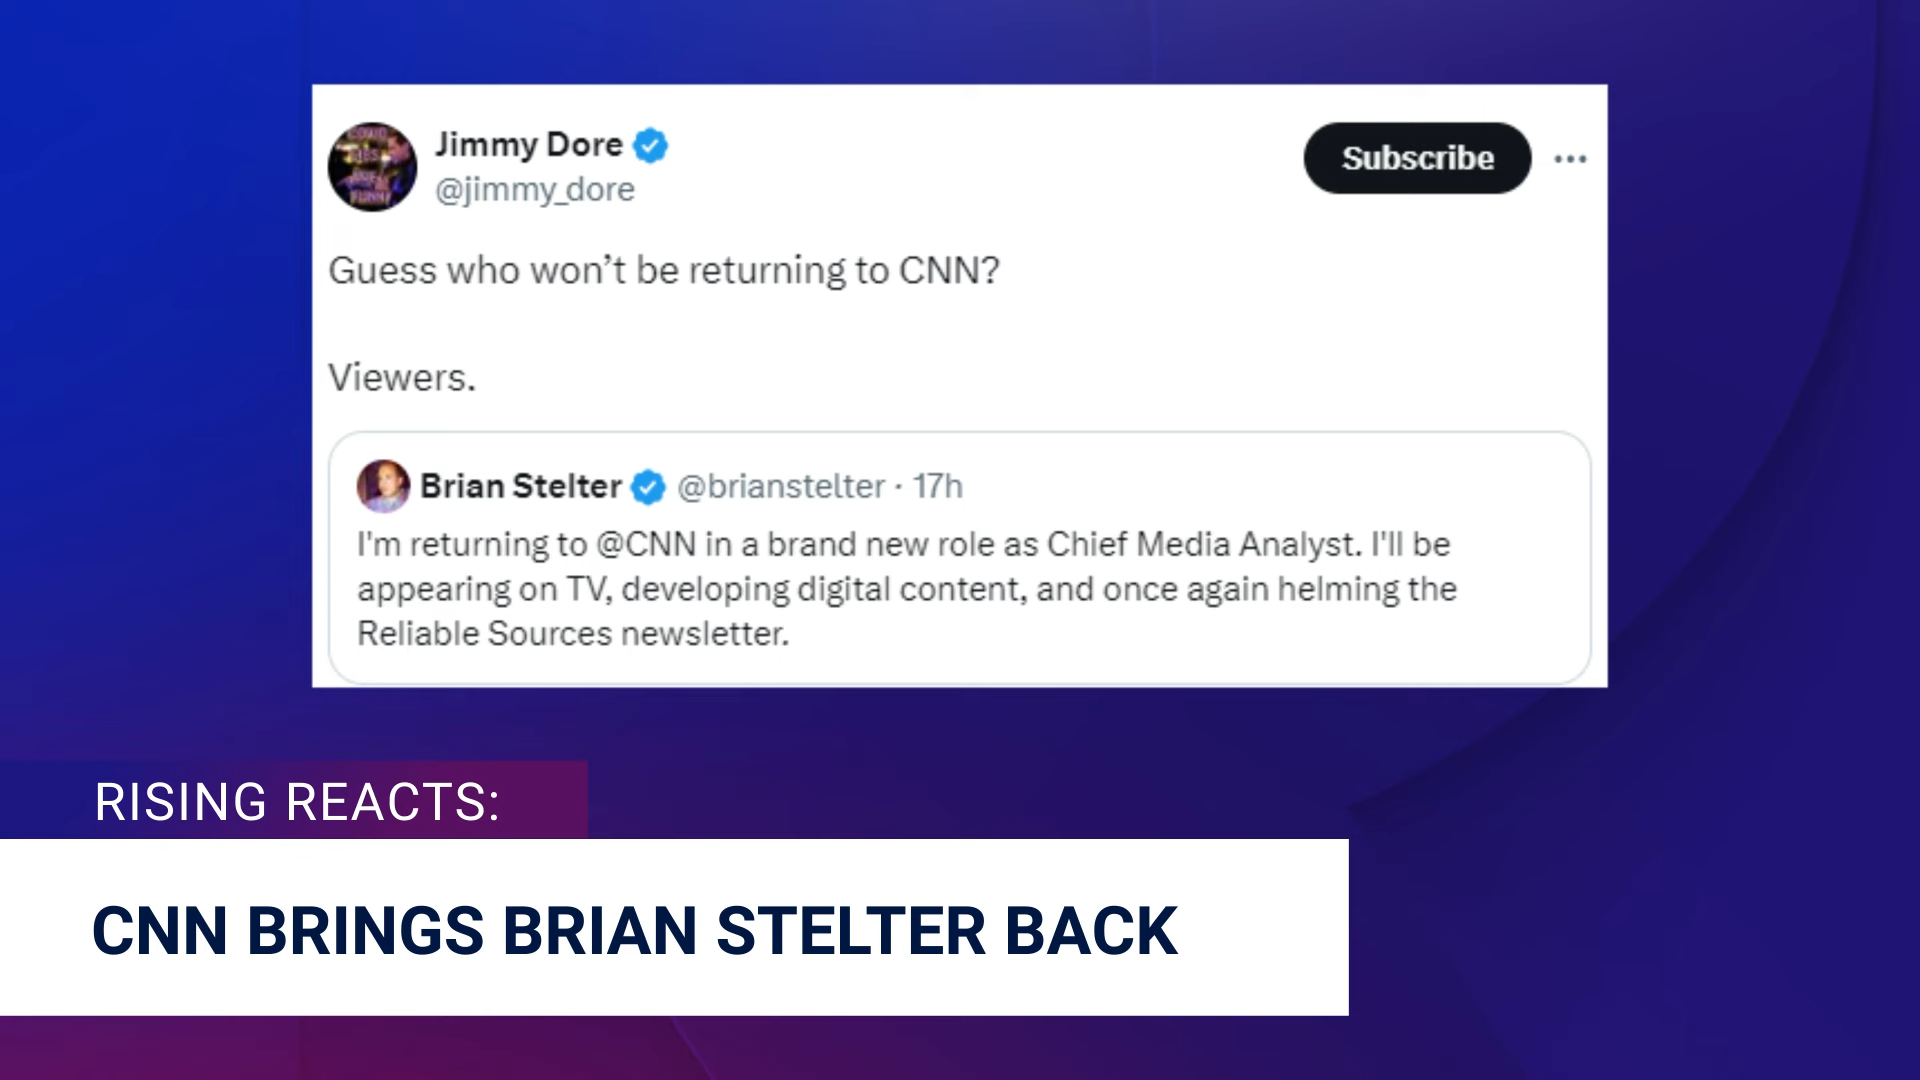 Jimmy Dore
@jimmy_dore
Subscribe
Guess who won’t be returning to CNN?
Viewers.
Brian Stelter @brianstelter · 17h
I'm returning to @CNN in a brand new role as Chief Media Analyst. I'll be
appearing on TV, developing digital content, and once again helming the
Reliable Sources newsletter.
RISING REACTS:
CNN BRINGS BRIAN STELTER BACK